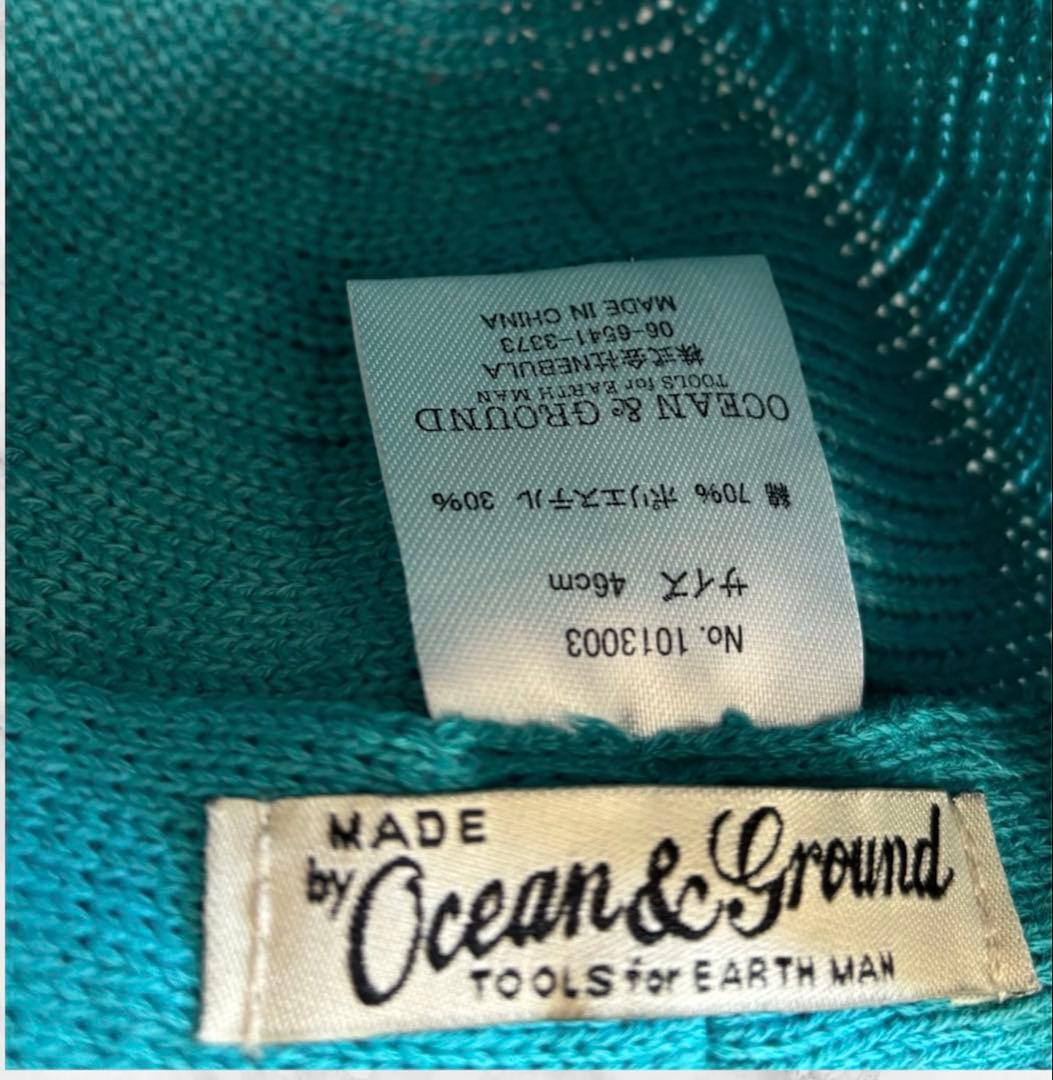 No. 1013003
サイズ 46cm
綿 70% ポリエステル 30%
OCEAN & GROUND
TOOLS for EARTH MAN
株式会社NEBULA
06-6541-3373
MADE IN CHINA
MADE
by Ocean & Ground
TOOLS for EARTH MAN